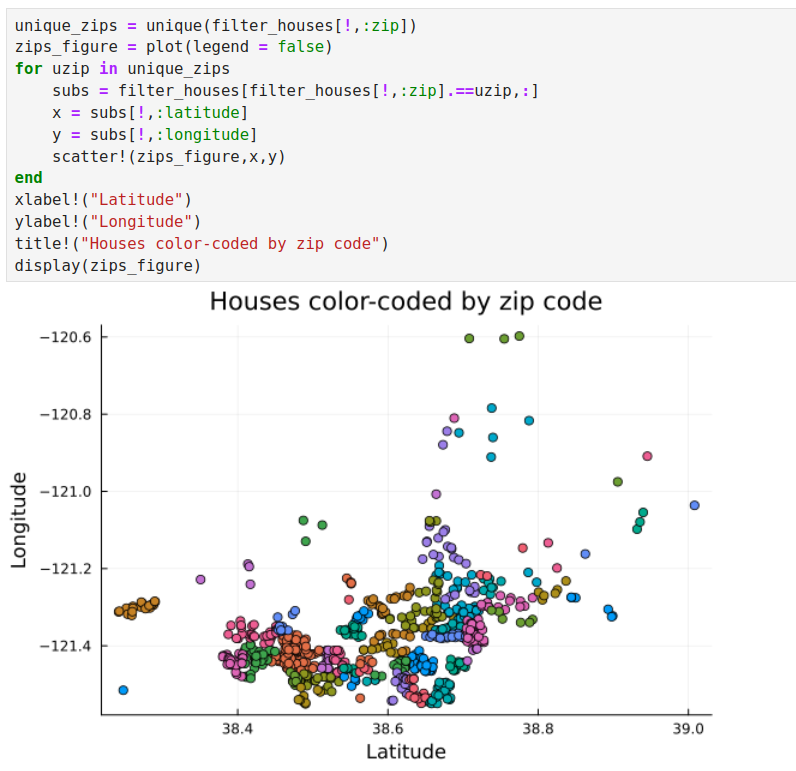 unique_zips = unique(filter_houses[!,:zip])
zips_figure = plot(legend = false)
for uzip in unique_zips
    subs = filter_houses[filter_houses[!,:zip].==uzip,:]
    x = subs[!,:latitude]
    y = subs[!,:longitude]
    scatter!(zips_figure,x,y)
end
xlabel!("Latitude")
ylabel!("Longitude")
title!("Houses color-coded by zip code")
display(zips_figure)
Houses color-coded by zip code
Longitude
−120.6
−120.8
−121.0
−121.2
−121.4
38.4 38.6 38.8 39.0
Latitude